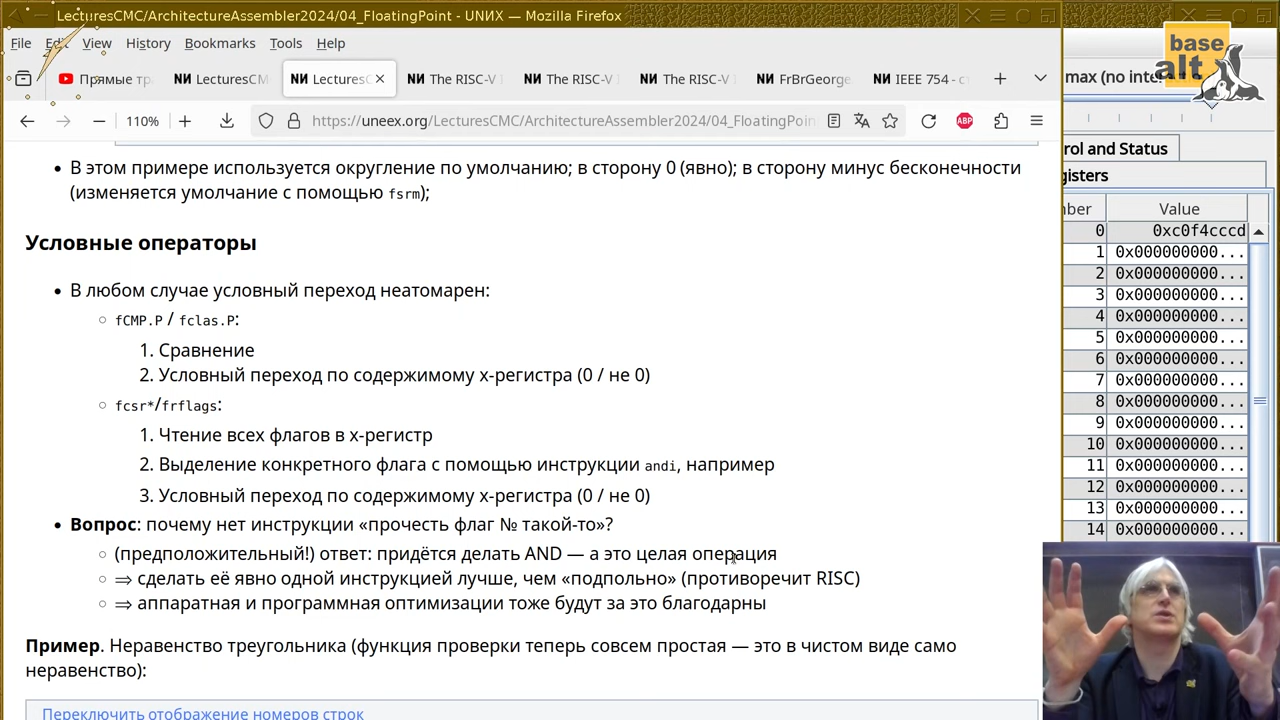 LecturesCMC/ArchitectureAssembler2024/04_FloatingPoint - UNИX — Mozilla Firefox
File Edit View History Bookmarks Tools Help
base
alt
Прямые тр
LecturesCM
LecturesC
The RISC-V I
The RISC-V I
The RISC-V I
FrBrGeorge
IEEE 754 - с
max (no inte
110%
https://uneex.org/LecturesCMC/ArchitectureAssembler2024/04_FloatingPoin
ABP
rol and Status
gisters
В этом примере используется округление по умолчанию; в сторону 0 (явно); в сторону минус бесконечности
(изменяется умолчание с помощью fsrm);
Условные операторы
В любом случае условный переход неатомарен:
fCMP.P / fclas.P:
1. Сравнение
2. Условный переход по содержимому x-регистра (0 / не 0)
fcsr*/frflags:
1. Чтение всех флагов в x-регистр
2. Выделение конкретного флага с помощью инструкции andi, например
3. Условный переход по содержимому x-регистра (0 / не 0)
Вопрос: почему нет инструкции «прочесть флаг № такой-то»?
(предположительный!) ответ: придётся делать AND — а это целая операция
⇒ сделать её явно одной инструкцией лучше, чем «подпольно» (противоречит RISC)
⇒ аппаратная и программная оптимизации тоже будут за это благодарны
Пример. Неравенство треугольника (функция проверки теперь совсем простая — это в чистом виде само
неравенство):
Переключить отображение номеров строк
ber Value
0 0xc0f4cccd
1 0x000000000...
2 0x000000000...
3 0x000000000...
4 0x000000000...
5 0x000000000...
6 0x000000000...
7 0x000000000...
8 0x000000000...
9 0x000000000...
10 0x000000000...
11 0x000000000...
12 0x000000000...
13 0x000000000...
14 0x000000000...